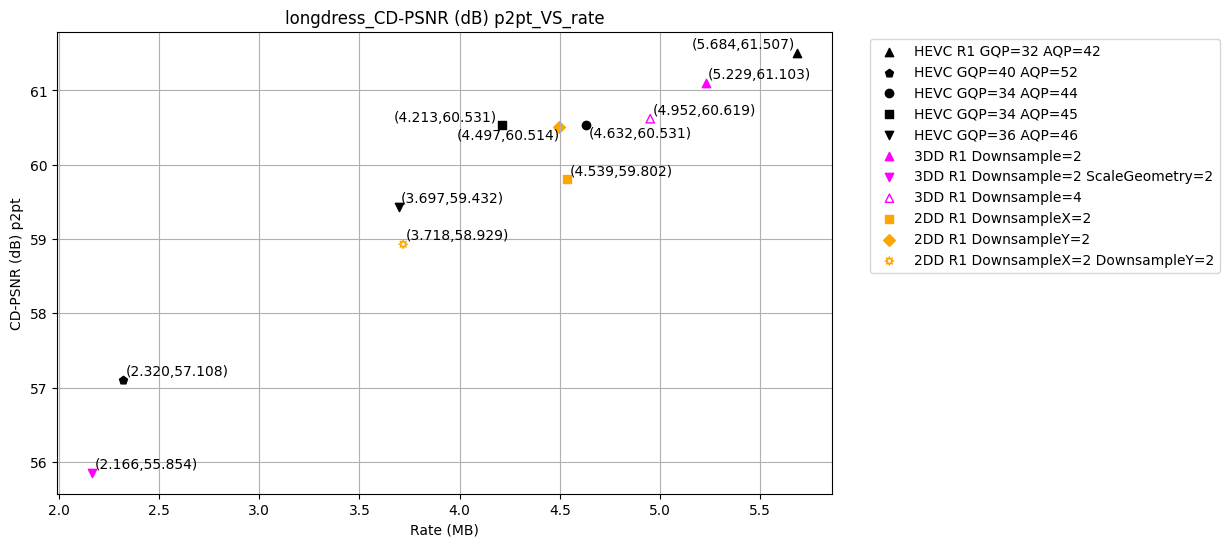 longdress_CD-PSNR (dB) p2pt_VS_rate
(5.684,61.507)
(5.229,61.103)
(4.952,60.619)
(4.213,60.531)
(4.497,60.514)
(4.632,60.531)
(4.539,59.802)
(3.697,59.432)
(3.718,58.929)
(2.320,57.108)
(2.166,55.854)
61
60
59
58
57
56
CD-PSNR (dB) p2pt
2.0 2.5 3.0 3.5 4.0 4.5 5.0 5.5
Rate (MB)
HEVC R1 GQP=32 AQP=42
HEVC GQP=40 AQP=52
HEVC GQP=34 AQP=44
HEVC GQP=34 AQP=45
HEVC GQP=36 AQP=46
3DD R1 Downsample=2
3DD R1 Downsample=2 ScaleGeometry=2
3DD R1 Downsample=4
2DD R1 DownsampleX=2
2DD R1 DownsampleY=2
2DD R1 DownsampleX=2 DownsampleY=2